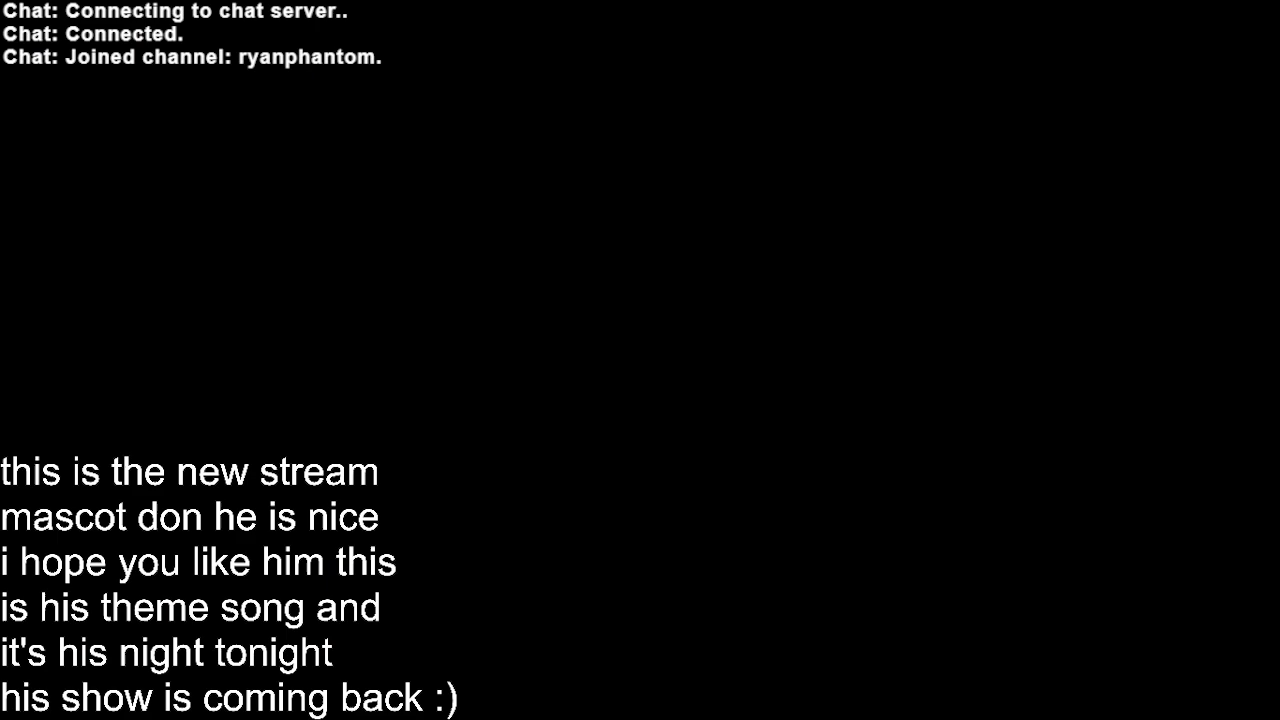 Chat: Connecting to chat server..
Chat: Connected.
Chat: Joined channel: ryanphantom.
this is the new stream
mascot don he is nice
i hope you like him this
is his theme song and
it's his night tonight
his show is coming back :)